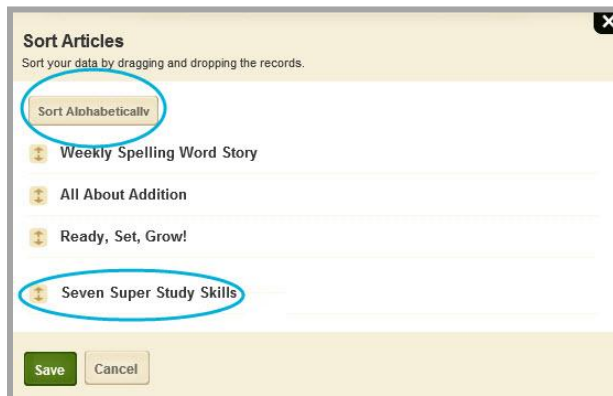 Sort Articles
Sort your data by dragging and dropping the records.
Sort Alphabetically
Weekly Spelling Word Story
All About Addition
Ready, Set, Grow!
Seven Super Study Skills
Save Cancel